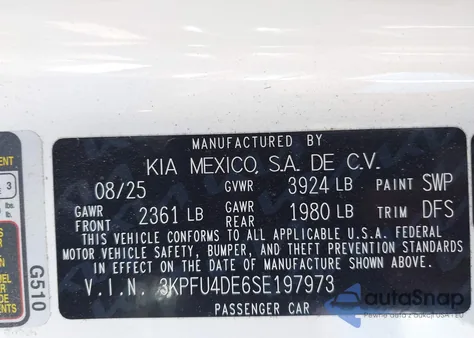 MANUFACTURED BY
KIA MEXICO, S.A. DE C.V.
08/25 GVWR 3924 LB PAINT SWP
GAWR FRONT 2361 LB GAWR REAR 1980 LB TRIM DFS
THIS VEHICLE CONFORMS TO ALL APPLICABLE U.S.A. FEDERAL
MOTOR VEHICLE SAFETY, BUMPER, AND THEFT PREVENTION STANDARDS
IN EFFECT ON THE DATE OF MANUFACTURE SHOWN ABOVE.
V.I.N. 3KPFU4DE6SE197973
PASSENGER CAR
G510
3
lbs.
autoSnap